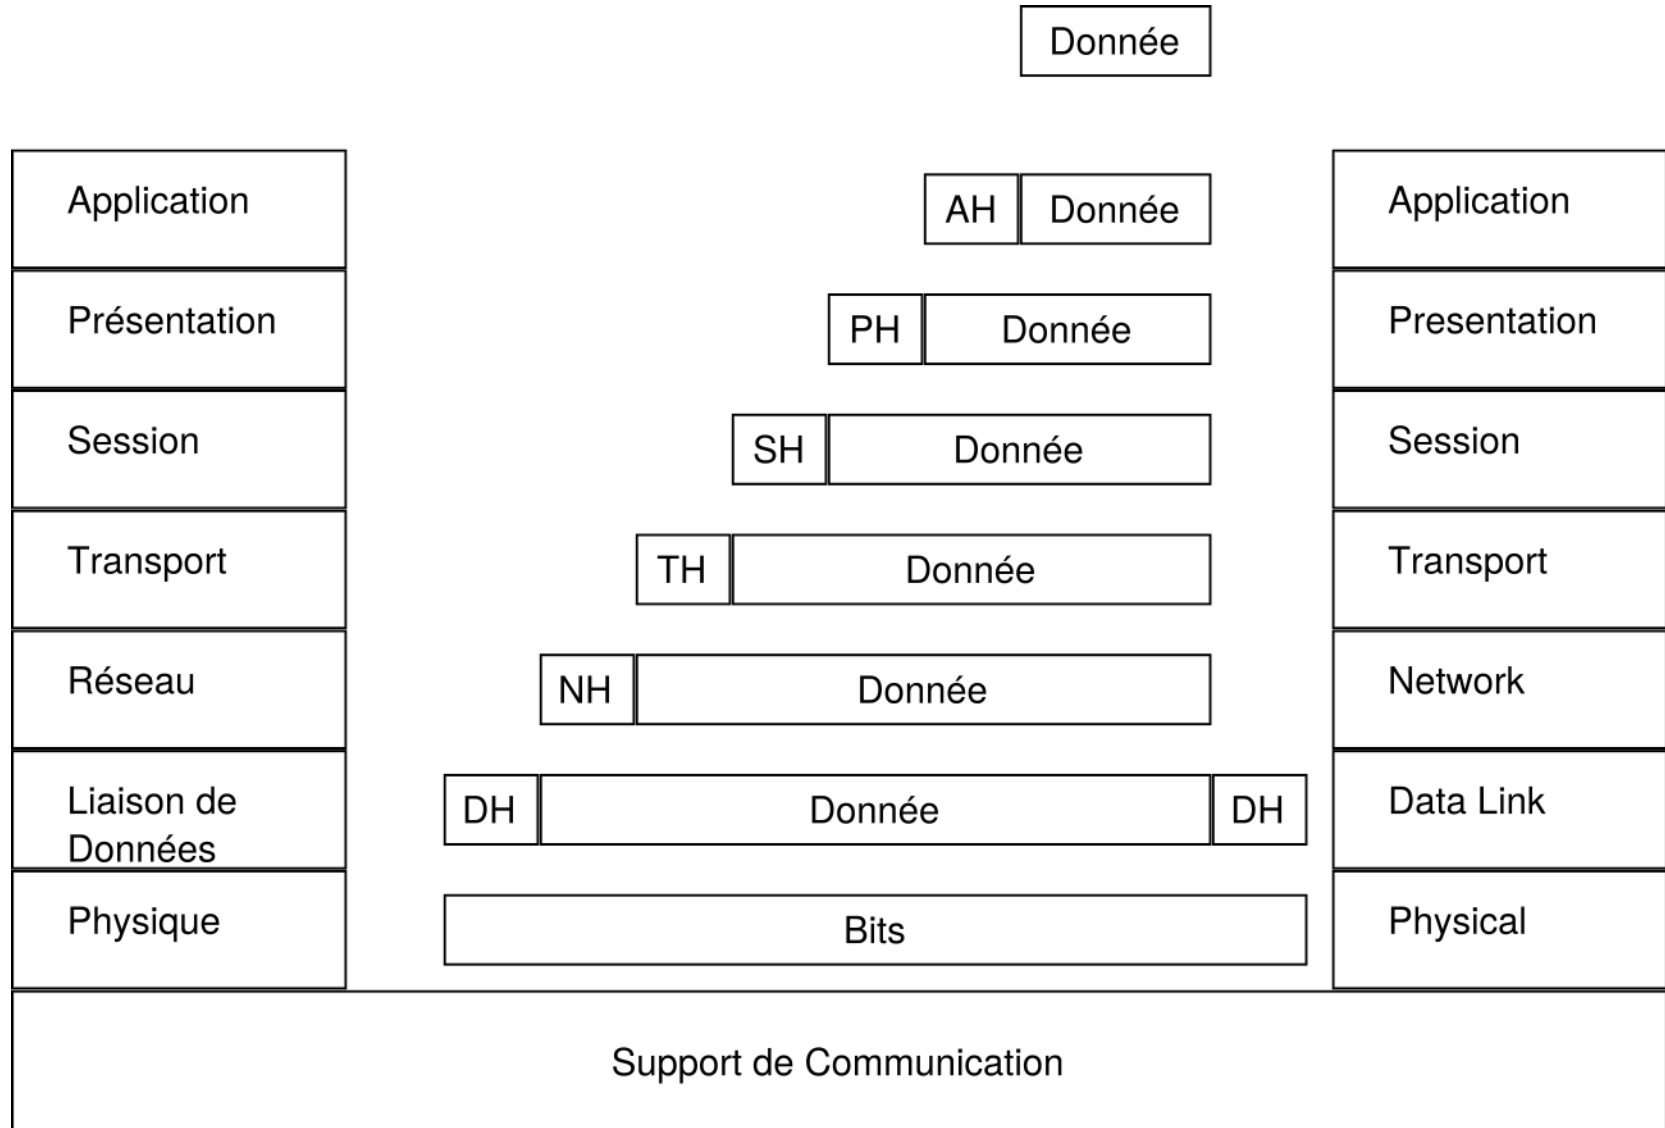 Donnée
Application
AH
Donnée
Application
Présentation
PH
Donnée
Presentation
Session
SH
Donnée
Session
Transport
TH
Donnée
Transport
Réseau
NH
Donnée
Network
Liaison de
Données
DH
Donnée
DH
Data Link
Physique
Bits
Physical
Support de Communication